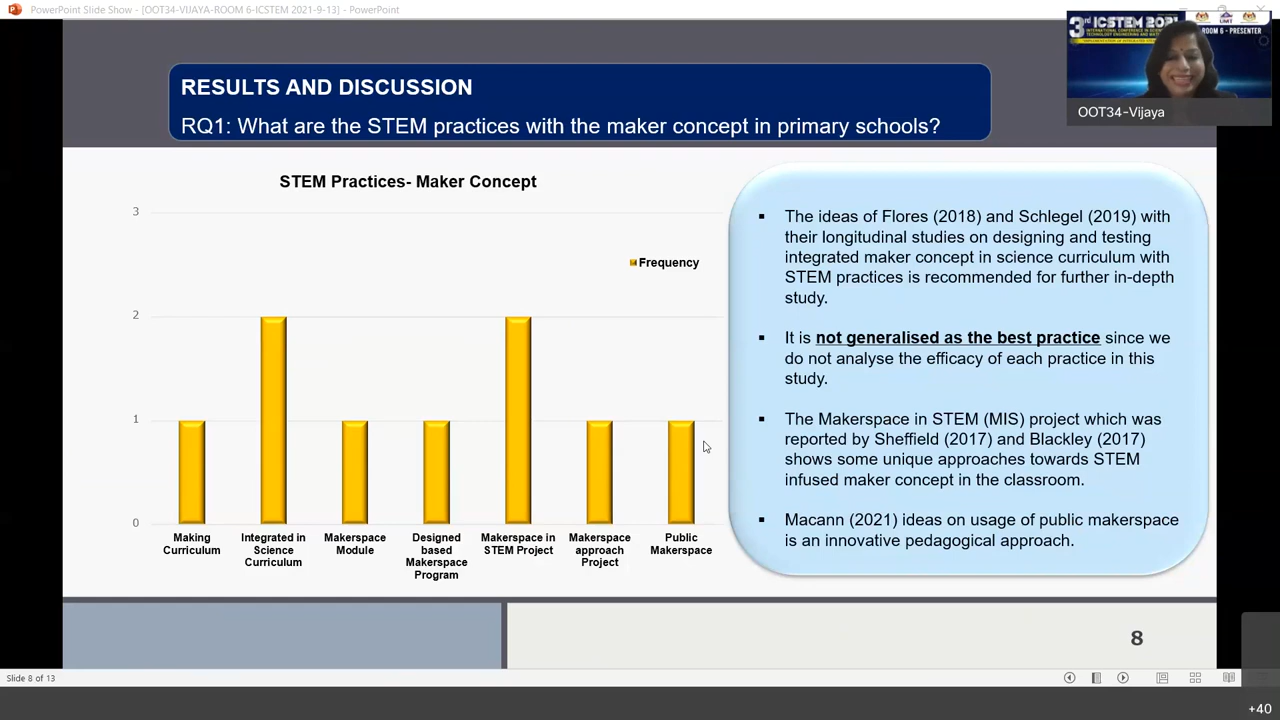 PowerPoint Slide Show - [OOT34-VIJAYA-ROOM 6-ICSTEM 2021-9-13] - PowerPoint
3rd ICSTEM 2021
ROOM 6 - PRESENTER
OOT34-Vijaya
RESULTS AND DISCUSSION
RQ1: What are the STEM practices with the maker concept in primary schools?
STEM Practices- Maker Concept
3
2
1
0
Frequency
Making
Curriculum
Integrated in
Science
Curriculum
Makerspace
Module
Designed
based
Makerspace
Program
Makerspace in
STEM Project
Makerspace
approach
Project
Public
Makerspace
▪ The ideas of Flores (2018) and Schlegel (2019) with
their longitudinal studies on designing and testing
integrated maker concept in science curriculum with
STEM practices is recommended for further in-depth
study.
▪ It is not generalised as the best practice since we
do not analyse the efficacy of each practice in this
study.
▪ The Makerspace in STEM (MIS) project which was
reported by Sheffield (2017) and Blackley (2017)
shows some unique approaches towards STEM
infused maker concept in the classroom.
▪ Macann (2021) ideas on usage of public makerspace
is an innovative pedagogical approach.
8
Slide 8 of 13
+40